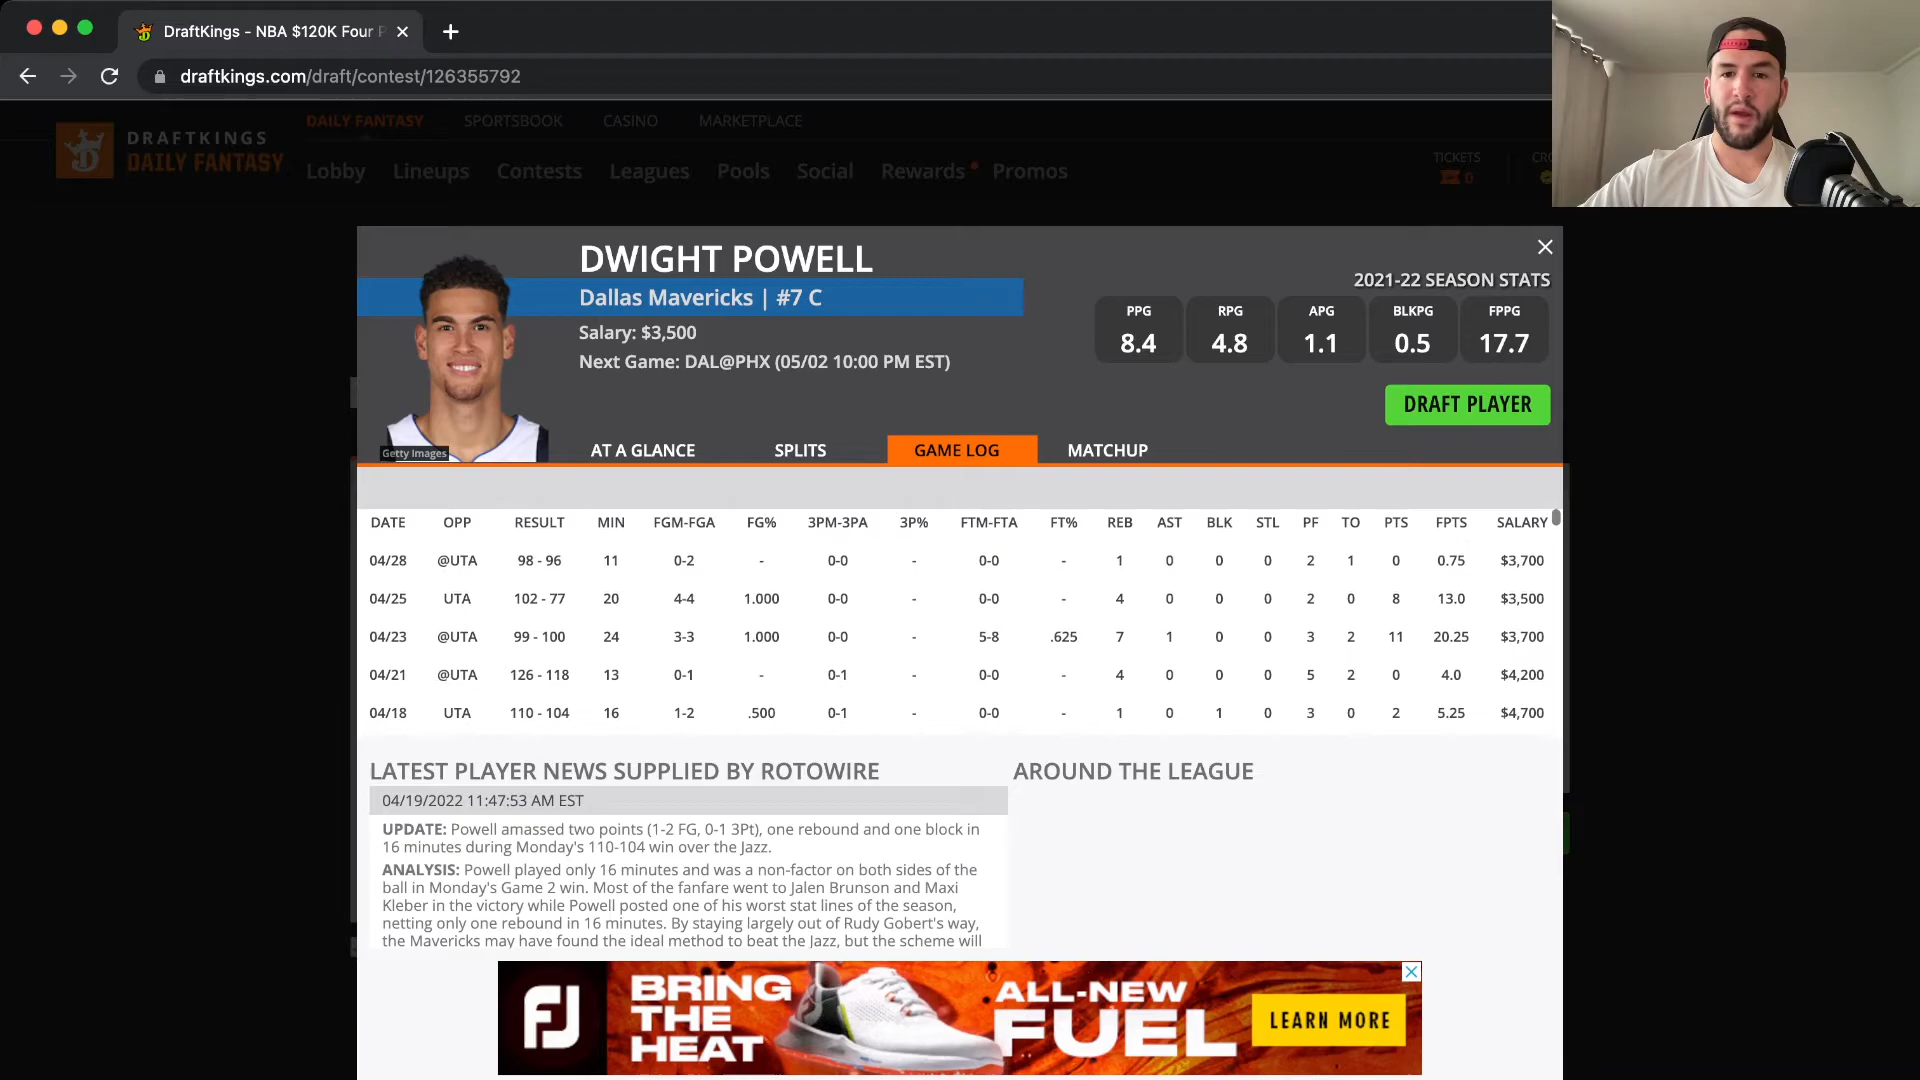 DraftKings - NBA $120K Four P
draftkings.com/draft/contest/126355792
DRAFTKINGS
DAILY FANTASY
DAILY FANTASY SPORTSBOOK CASINO MARKETPLACE
Lobby Lineups Contests Leagues Pools Social Rewards Promos
TICKETS
0
CRO
DWIGHT POWELL
Dallas Mavericks | #7 C
Salary: $3,500
Next Game: DAL@PHX (05/02 10:00 PM EST)
2021-22 SEASON STATS
PPG RPG APG BLKPG FPPG
8.4 4.8 1.1 0.5 17.7
DRAFT PLAYER
Getty Images
AT A GLANCE SPLITS GAME LOG MATCHUP
DATE OPP RESULT MIN FGM-FGA FG% 3PM-3PA 3P% FTM-FTA FT% REB AST BLK STL PF TO PTS FPTS SALARY
04/28 @UTA 98 - 96 11 0-2 - 0-0 - 0-0 - 1 0 0 0 2 1 0 0.75 $3,700
04/25 UTA 102 - 77 20 4-4 1.000 0-0 - 0-0 - 4 0 0 0 2 0 8 13.0 $3,500
04/23 @UTA 99 - 100 24 3-3 1.000 0-0 - 5-8 .625 7 1 0 0 3 2 11 20.25 $3,700
04/21 @UTA 126 - 118 13 0-1 - 0-1 - 0-0 - 4 0 0 0 5 2 0 4.0 $4,200
04/18 UTA 110 - 104 16 1-2 .500 0-1 - 0-0 - 1 0 1 0 3 0 2 5.25 $4,700
LATEST PLAYER NEWS SUPPLIED BY ROTOWIRE
04/19/2022 11:47:53 AM EST
UPDATE: Powell amassed two points (1-2 FG, 0-1 3Pt), one rebound and one block in
16 minutes during Monday's 110-104 win over the Jazz.
ANALYSIS: Powell played only 16 minutes and was a non-factor on both sides of the
ball in Monday's Game 2 win. Most of the fanfare went to Jalen Brunson and Maxi
Kleber in the victory while Powell posted one of his worst stat lines of the season,
netting only one rebound in 16 minutes. By staying largely out of Rudy Gobert's way,
the Mavericks may have found the ideal method to beat the Jazz, but the scheme will
AROUND THE LEAGUE
FJ
BRING
THE
HEAT
ALL-NEW
FUEL
LEARN MORE